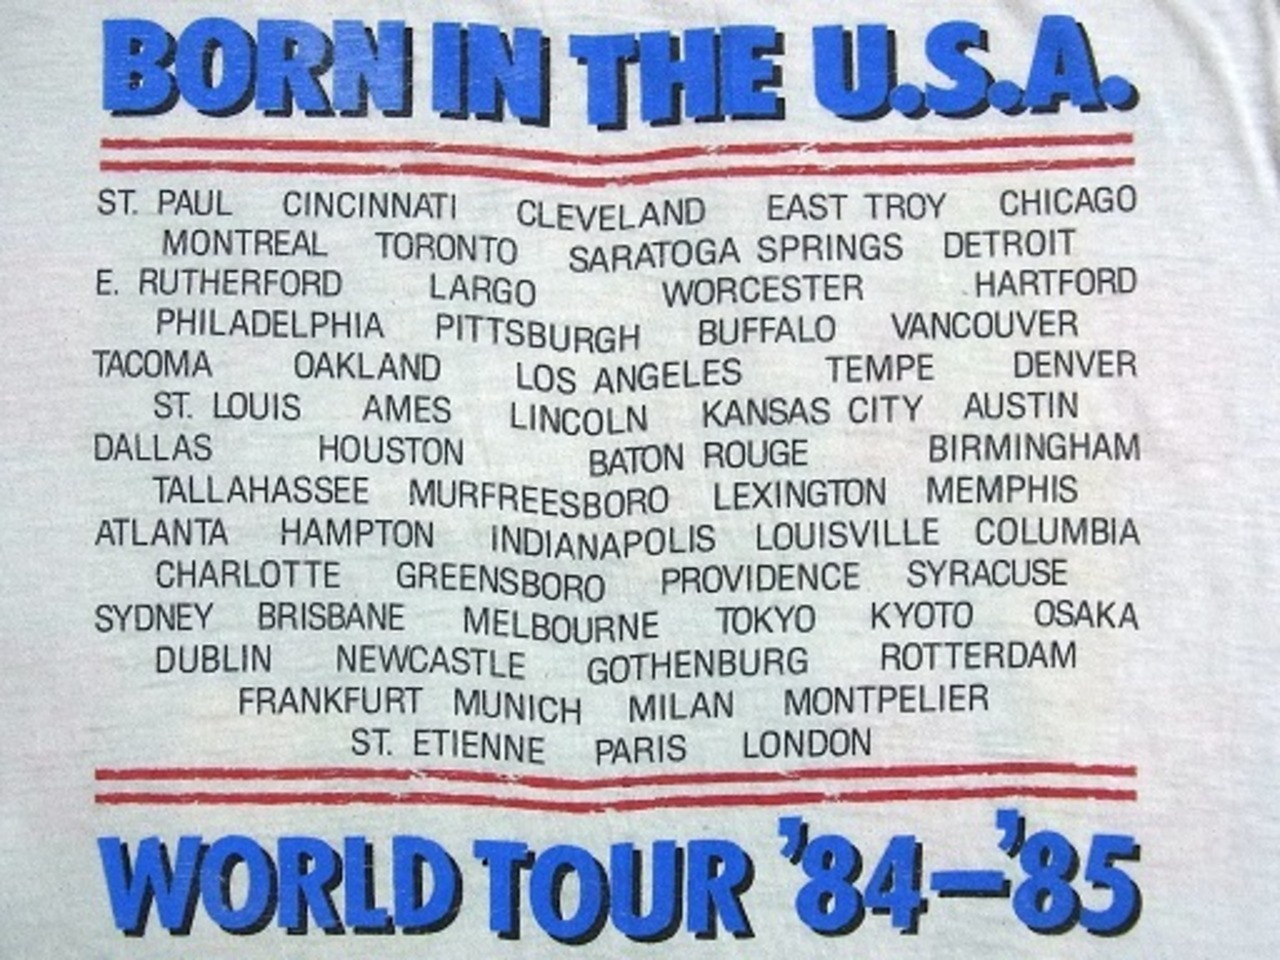 BORN IN THE U.S.A.
ST. PAUL CINCINNATI CLEVELAND EAST TROY CHICAGO
MONTREAL TORONTO SARATOGA SPRINGS DETROIT
E. RUTHERFORD LARGO WORCESTER HARTFORD
PHILADELPHIA PITTSBURGH BUFFALO VANCOUVER
TACOMA OAKLAND LOS ANGELES TEMPE DENVER
ST. LOUIS AMES LINCOLN KANSAS CITY AUSTIN
DALLAS HOUSTON BATON ROUGE BIRMINGHAM
TALLAHASSEE MURFREESBORO LEXINGTON MEMPHIS
ATLANTA HAMPTON INDIANAPOLIS LOUISVILLE COLUMBIA
CHARLOTTE GREENSBORO PROVIDENCE SYRACUSE
SYDNEY BRISBANE MELBOURNE TOKYO KYOTO OSAKA
DUBLIN NEWCASTLE GOTHENBURG ROTTERDAM
FRANKFURT MUNICH MILAN MONTPELIER
ST. ETIENNE PARIS LONDON
WORLD TOUR '84–'85